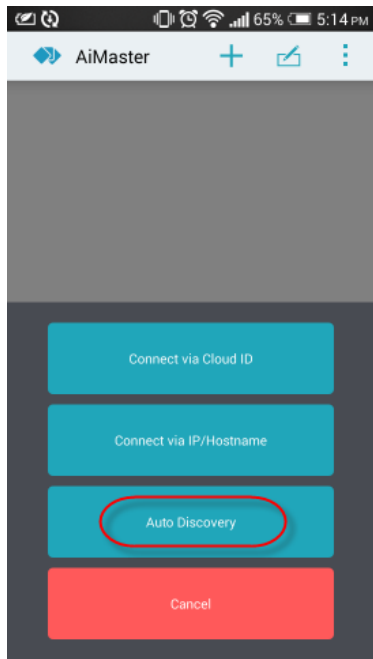 65% 5:14 PM
AiMaster
Connect via Cloud ID
Connect via IP/Hostname
Auto Discovery
Cancel